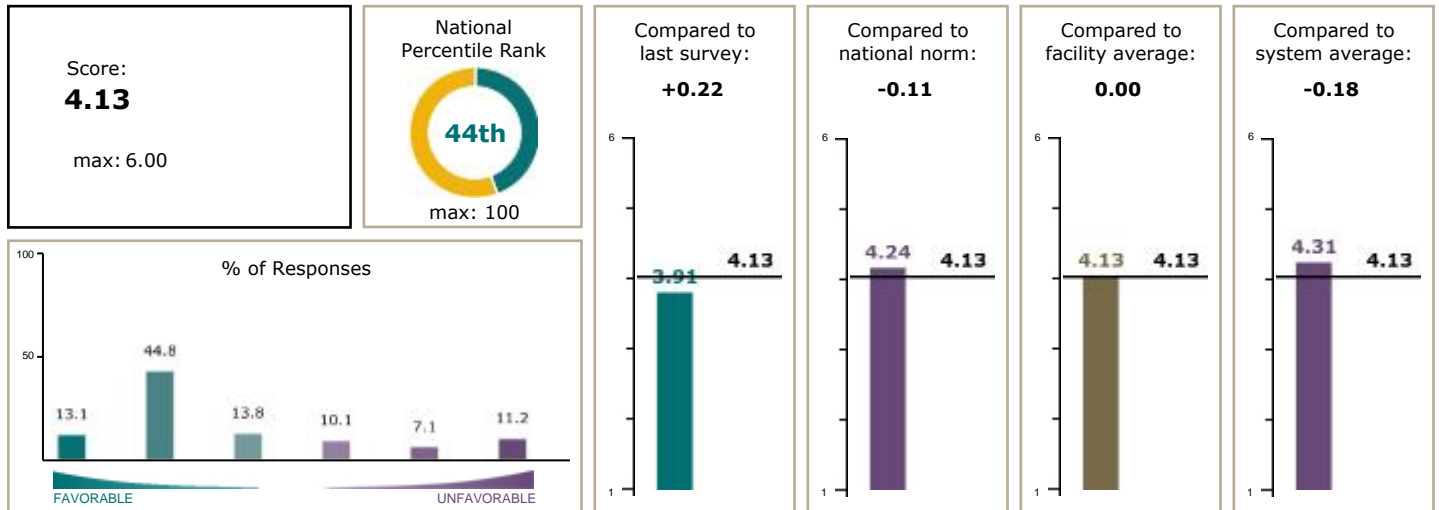 Score:
4.13
max: 6.00
National
Percentile Rank
44th
max: 100
% of Responses
100
50
13.1
44.8
13.8
10.1
7.1
11.2
FAVORABLE
UNFAVORABLE
Compared to
last survey:
+0.22
6
4.13
3.91
1
Compared to
national norm:
-0.11
6
4.24
4.13
1
Compared to
facility average:
0.00
6
4.13
4.13
1
Compared to
system average:
-0.18
6
4.31
4.13
1